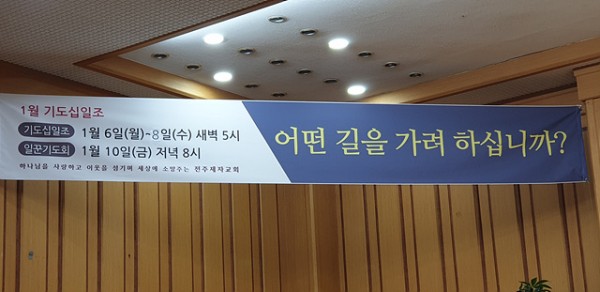 1월 기도십일조
기도십일조 1월 6일(월)~8일(수) 새벽 5시
일꾼기도회 1월 10일(금) 저녁 8시
하나님을 사랑하고 이웃을 섬기며 세상에 소망주는 전주제자교회
어떤 길을 가려 하십니까?